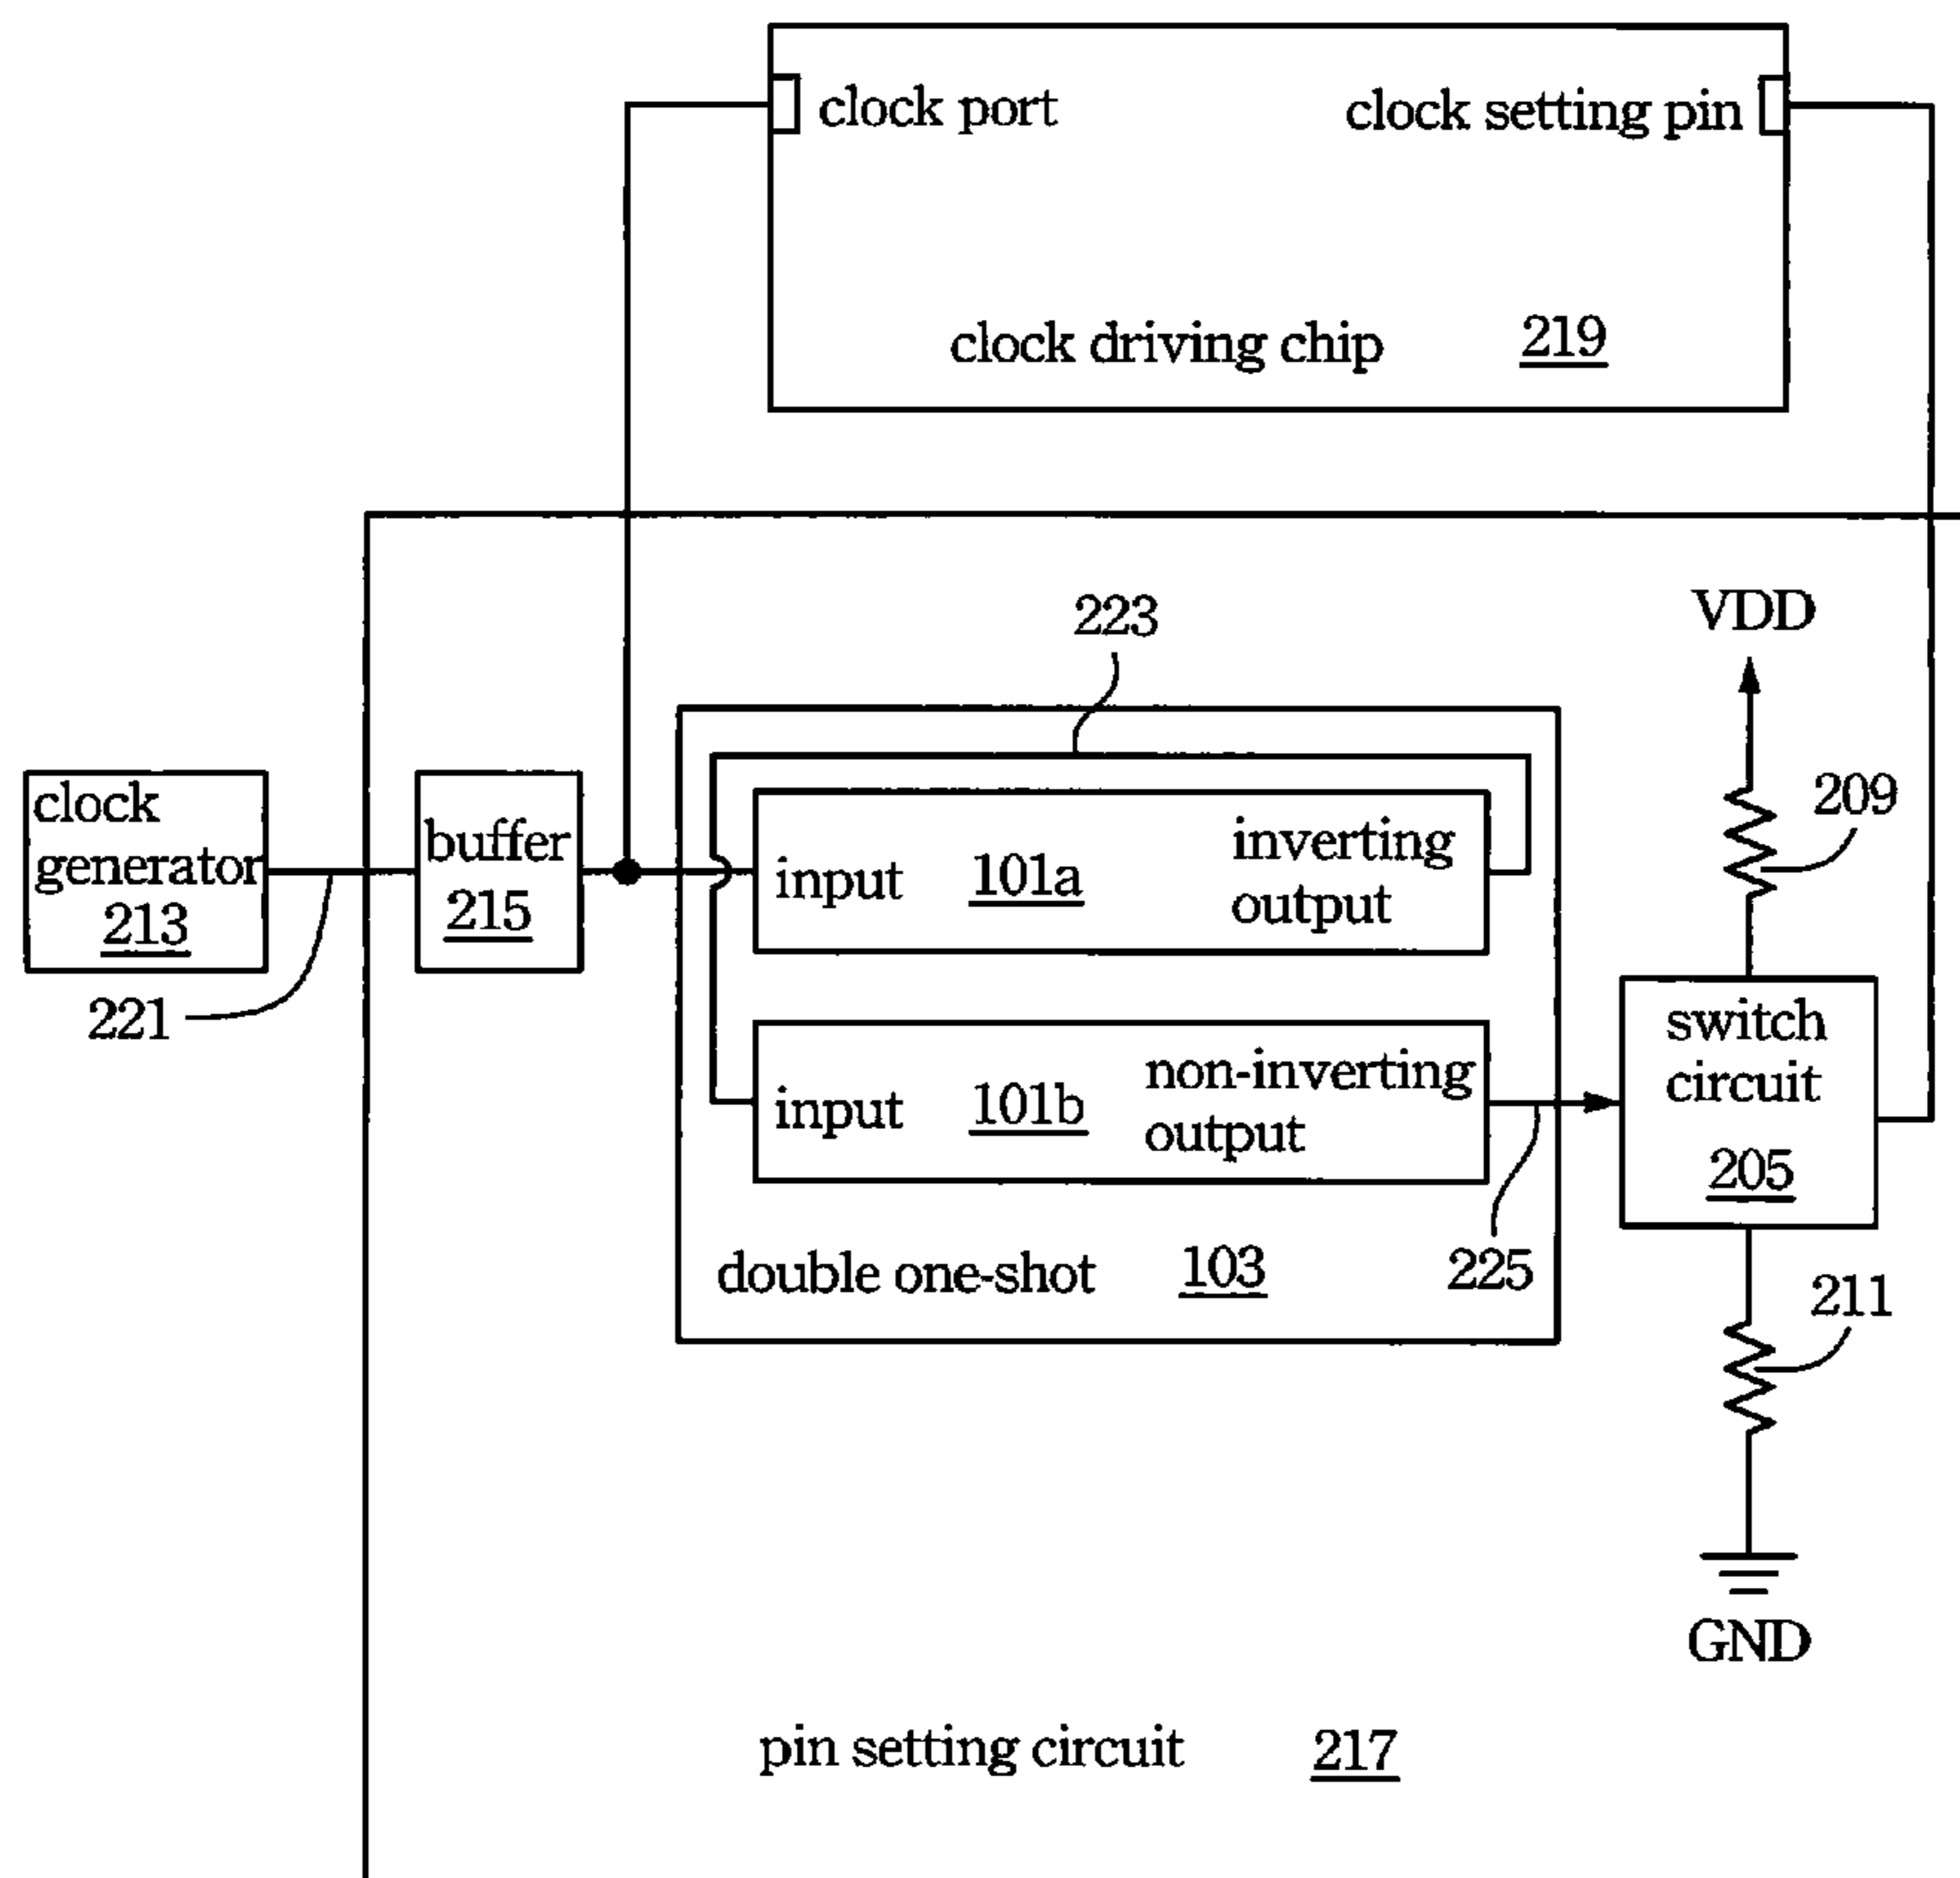 clock port
clock setting pin
clock driving chip 219
223
VDD
209
clock
generator
213
221
buffer
215
input 101a
inverting
output
input 101b
non-inverting
output
double one-shot 103
225
switch
circuit
205
211
GND
pin setting circuit 217